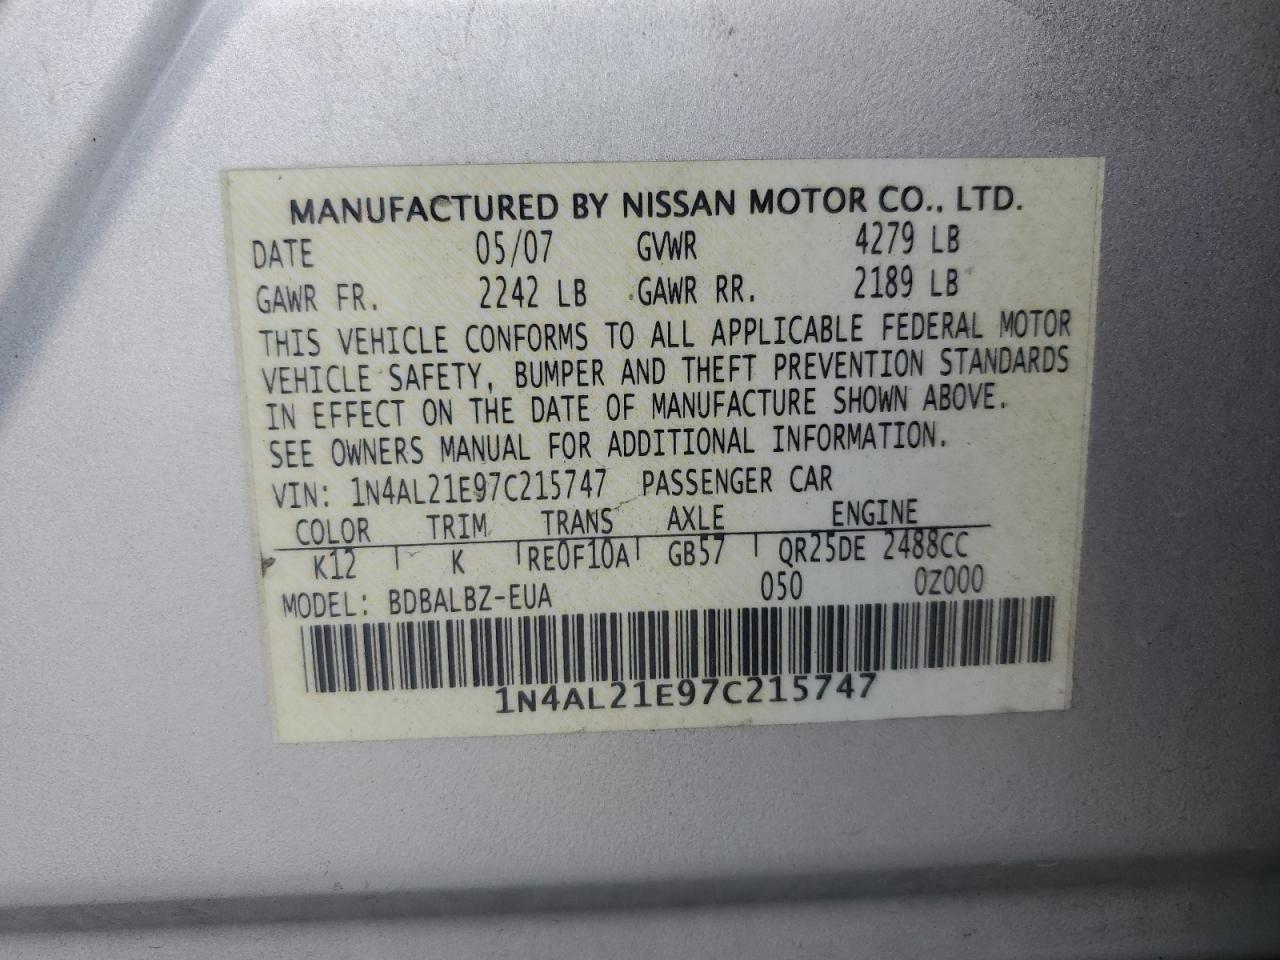 MANUFACTURED BY NISSAN MOTOR CO., LTD.
DATE 05/07 GVWR 4279 LB
GAWR FR. 2242 LB GAWR RR. 2189 LB
THIS VEHICLE CONFORMS TO ALL APPLICABLE FEDERAL MOTOR
VEHICLE SAFETY, BUMPER AND THEFT PREVENTION STANDARDS
IN EFFECT ON THE DATE OF MANUFACTURE SHOWN ABOVE.
SEE OWNERS MANUAL FOR ADDITIONAL INFORMATION.
VIN: 1N4AL21E97C215747 PASSENGER CAR
COLOR TRIM TRANS AXLE ENGINE
K12 K RE0F10A GB57 QR25DE 2488CC
MODEL: BDBALBZ-EUA 050 0Z000
1N4AL21E97C215747